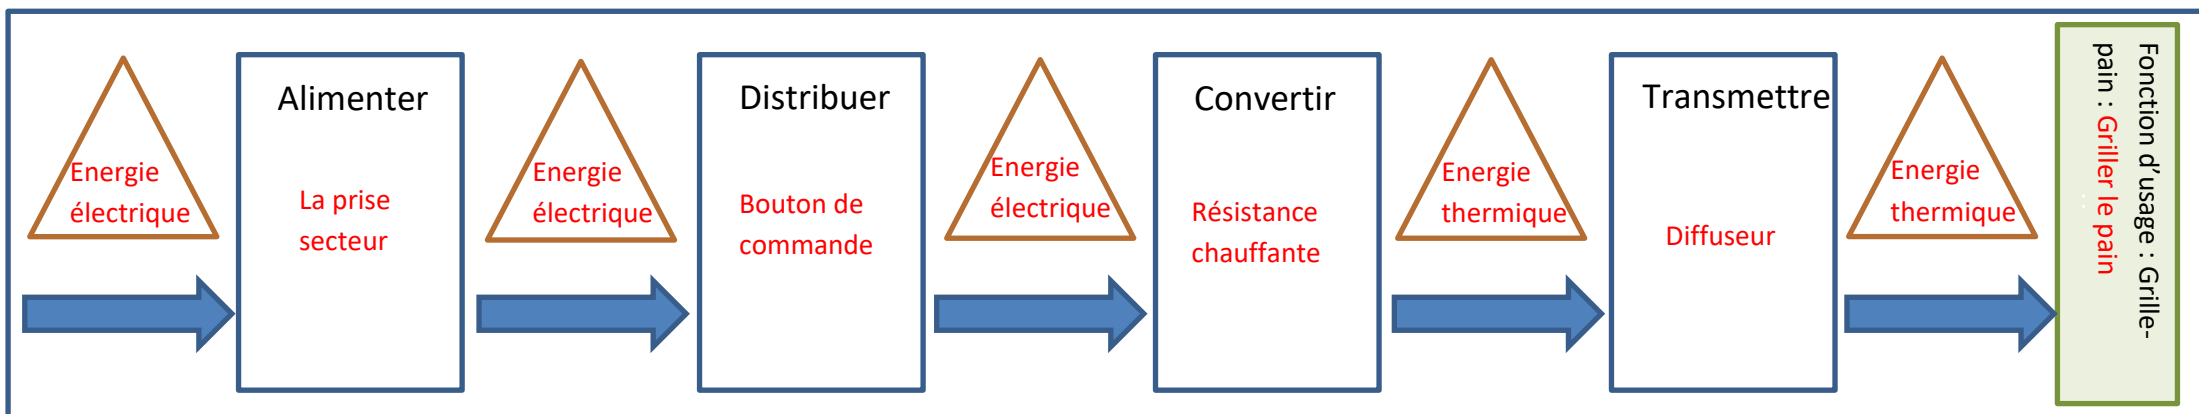 Energie
électrique
Alimenter
La prise
secteur
Energie
électrique
Distribuer
Bouton de
commande
Energie
électrique
Convertir
Résistance
chauffante
Energie
thermique
Transmettre
Diffuseur
Energie
thermique
Fonction d’usage : Grille-
pain : Griller le pain